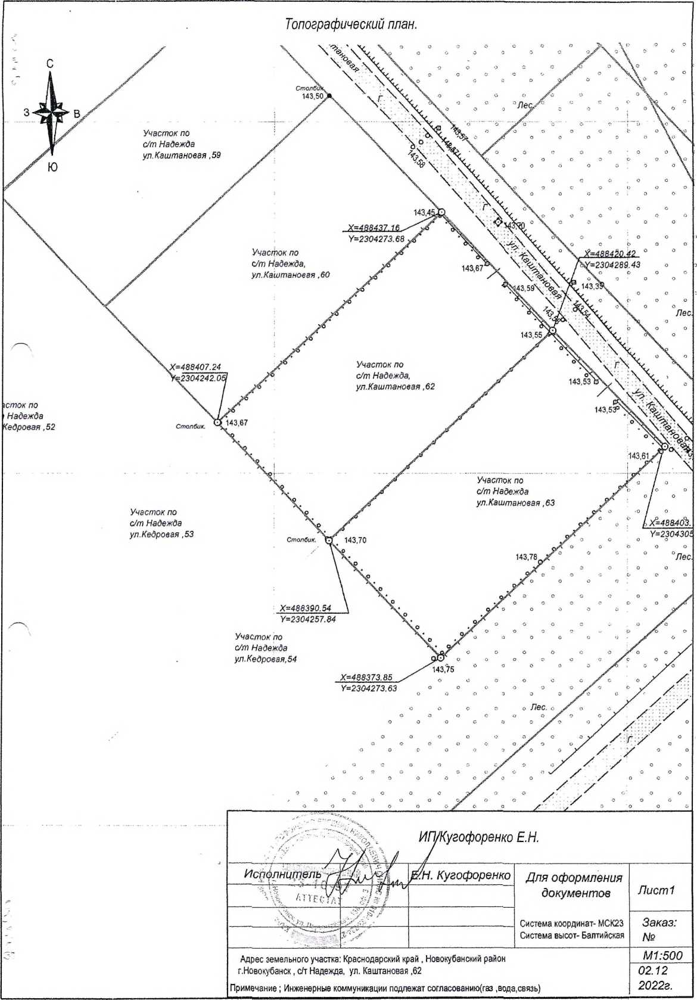 Топографический план.
С
З
В
Ю
Столбик.
143,50
Лес.
Участок по
с/т Надежда
ул.Каштановая ,59
Г
143,57
143,58
143,45
X=488437.16
Y=2304273.68
Г
143,70
ул. Каштановая
Участок по
с/т Надежда,
ул.Каштановая ,60
X=488420.42
Y=2304289.43
143,67
143,59
143,39
143,54
Лес.
143,55
X=488407.24
Y=2304242.05
Участок по
с/т Надежда,
ул.Каштановая ,62
143,53
Г
143,53
ул. Каштановая
Надежда
Кедровая ,52
Столбик.
143,67
143,61
Участок по
с/т Надежда
ул.Каштановая ,63
Участок по
с/т Надежда
ул.Кедровая ,53
X=488403.
Y=2304305
Столбик.
143,70
143,78
Лес.
X=488390.54
Y=2304257.84
Участок по
с/т Надежда
ул.Кедровая,54
143,75
X=488373.85
Y=2304273.63
Лес.
Г
ИП Кугофоренко Е.Н.
Исполнитель
Е.Н. Кугофоренко
Для оформления
документов
Лист1
АТТЕСТАТ
Система координат- МСК23
Система высот- Балтийская
Заказ:
№
Адрес земельного участка: Краснодарский край , Новокубанский район
г.Новокубанск , с/т Надежда, ул. Каштановая ,62
М1:500
02.12
2022г.
Примечание ; Инженерные коммуникации подлежат согласованию(газ ,вода,связь)